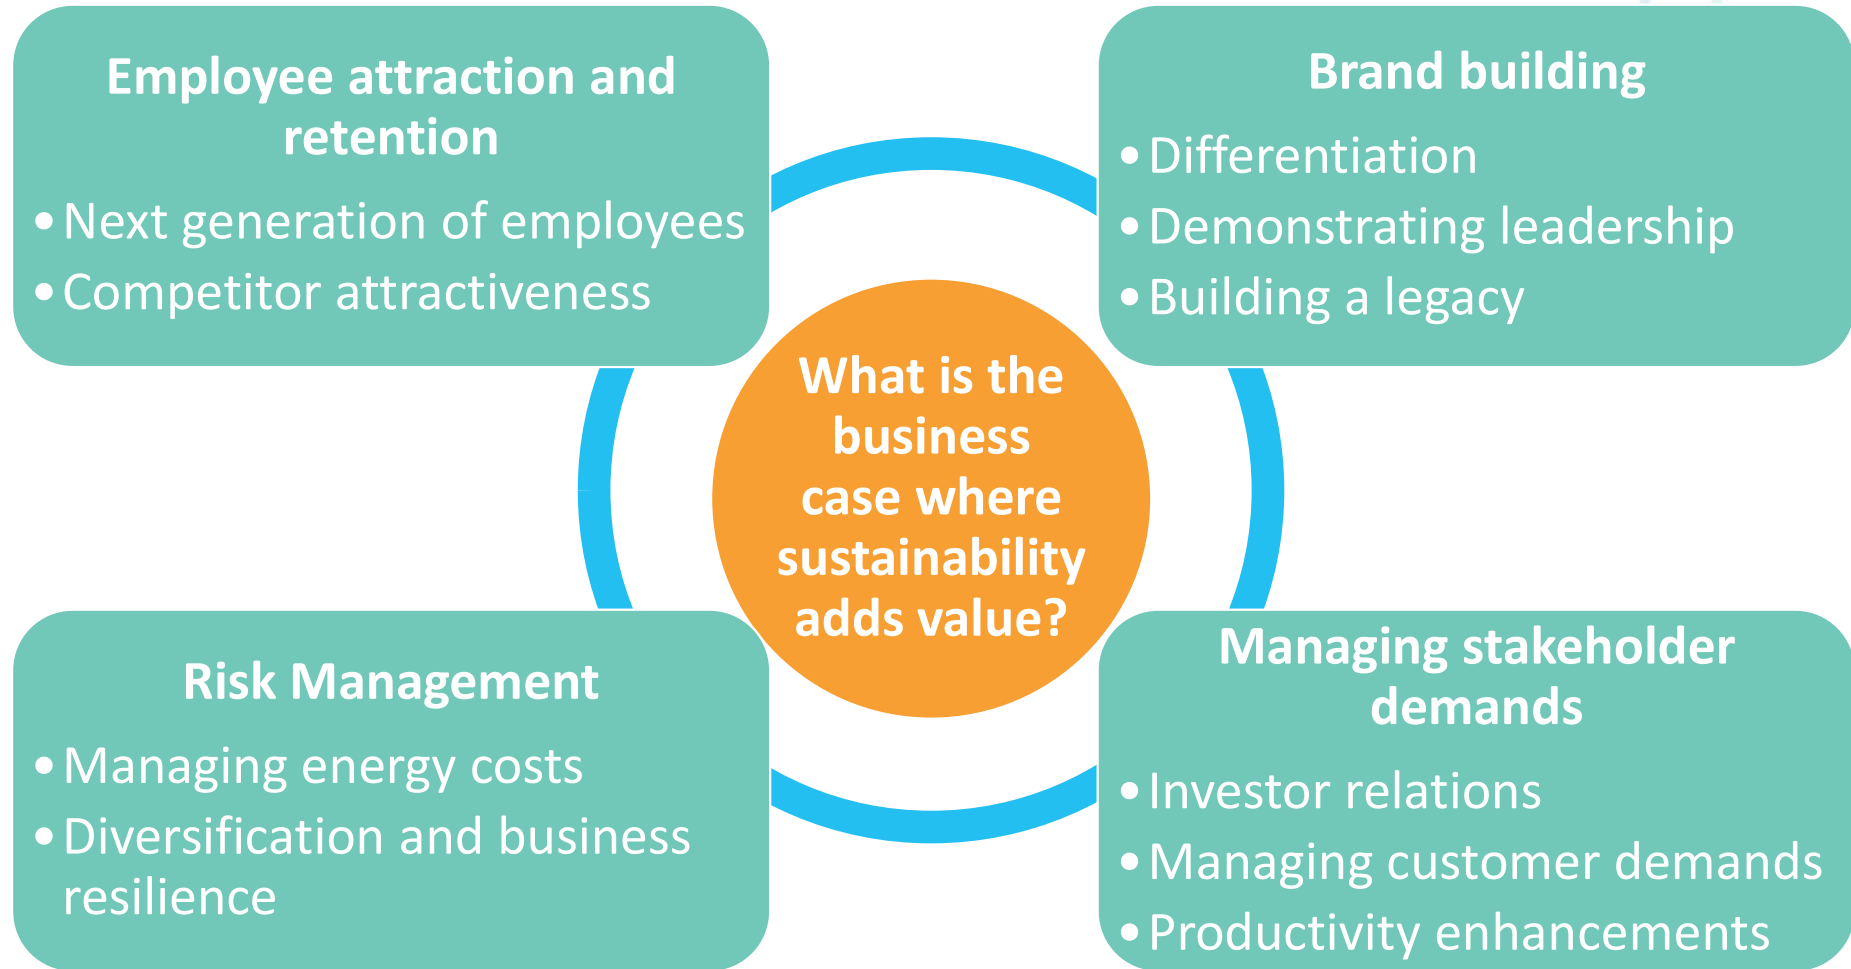 Employee attraction and
retention
•Next generation of employees
•Competitor attractiveness
Brand building
•Differentiation
•Demonstrating leadership
•Building a legacy
What is the
business
case where
sustainability
adds value?
Risk Management
•Managing energy costs
•Diversification and business
resilience
Managing stakeholder
demands
•Investor relations
•Managing customer demands
•Productivity enhancements